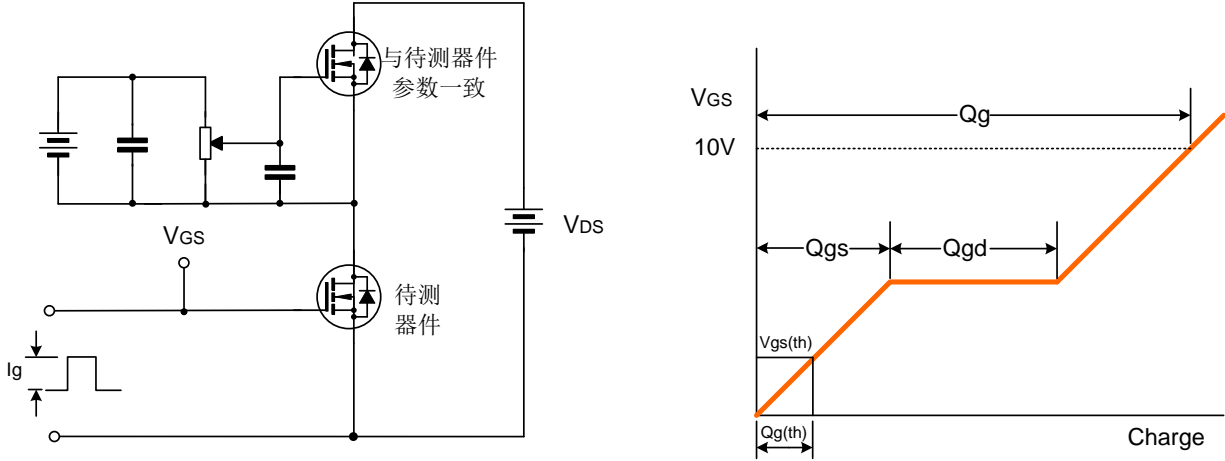 与待测器件
参数一致
VGS
VDS
待测
器件
Ig
VGS
10V
Qg
Qgs
Qgd
Vgs(th)
Qg(th)
Charge